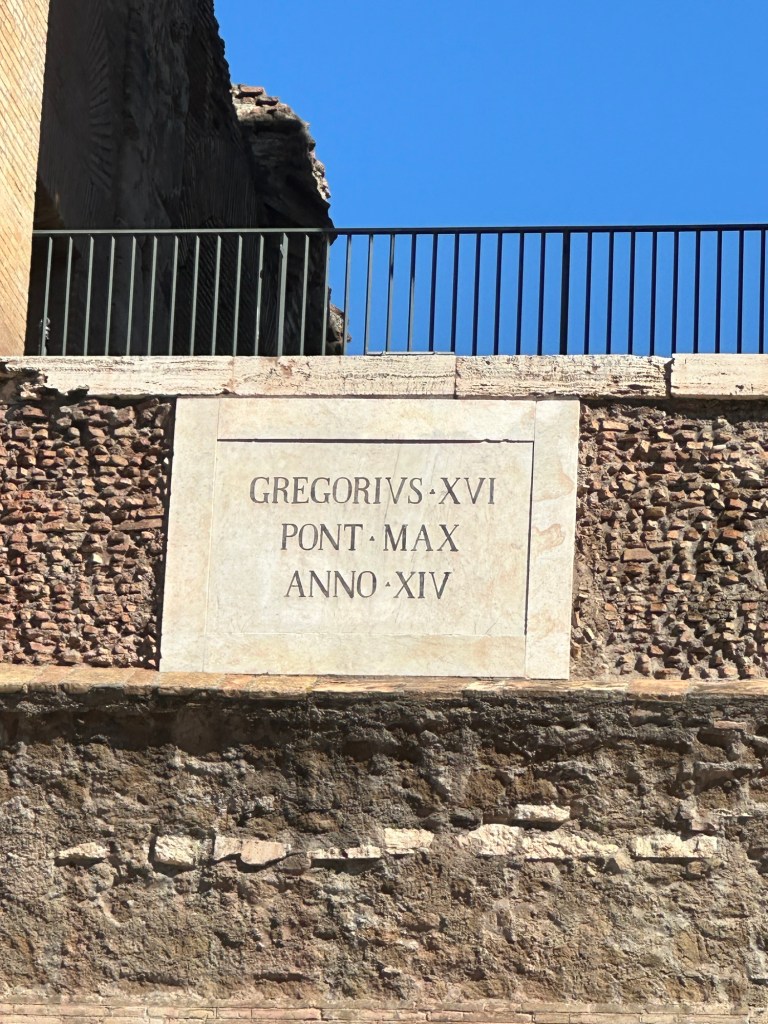 GREGORIVS · XVI
PONT · MAX
ANNO · XIV